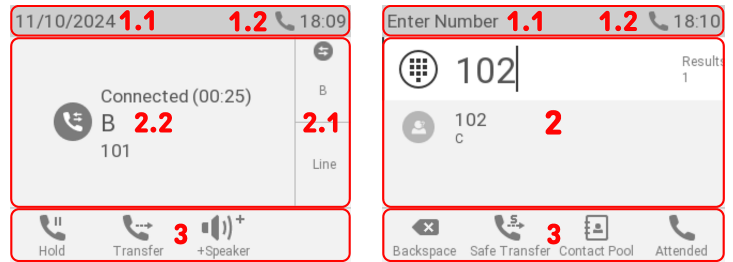 11/10/2024 1.1 1.2 18:09
Connected (00:25)
B 2.2
101
B
2.1
Line
Hold Transfer 3 +Speaker
Enter Number 1.1 1.2 18:10
102 Results
1
102 2
C
Backspace Safe Transfer 3 Contact Pool Attended